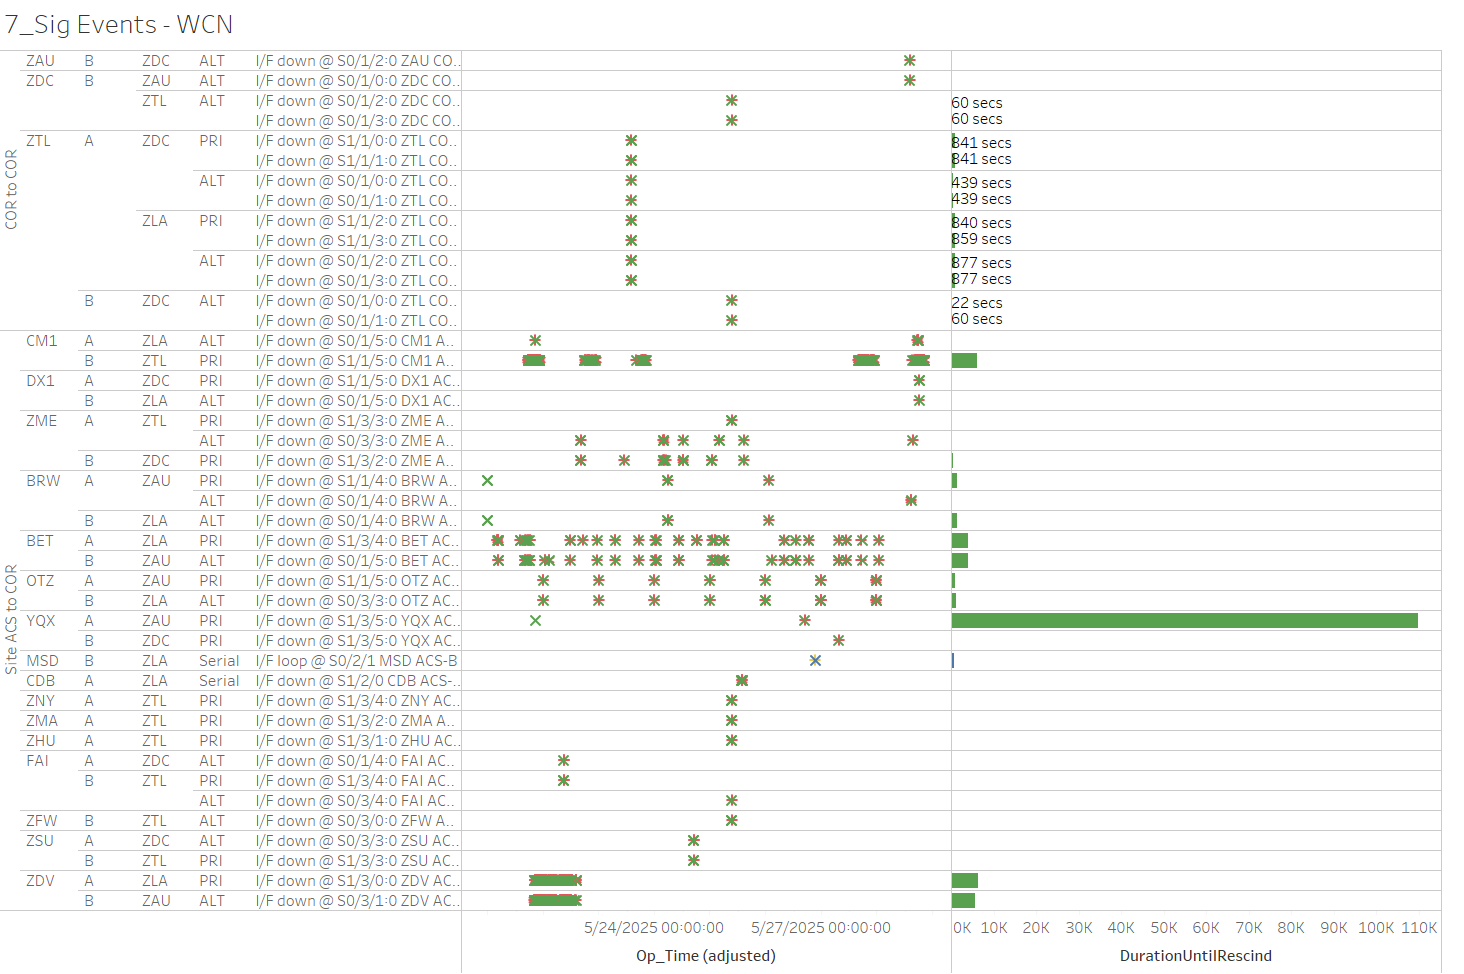 7_Sig Events - WCN
COR to COR
ZAU B ZDC ALT I/F down @ S0/1/2:0 ZAU CO..
ZDC B ZAU ALT I/F down @ S0/1/0:0 ZDC CO..
ZTL ALT I/F down @ S0/1/2:0 ZDC CO.. 60 secs
I/F down @ S0/1/3:0 ZDC CO.. 60 secs
ZTL A ZDC PRI I/F down @ S1/1/0:0 ZTL CO.. 841 secs
I/F down @ S1/1/1:0 ZTL CO.. 841 secs
ALT I/F down @ S0/1/0:0 ZTL CO.. 439 secs
I/F down @ S0/1/1:0 ZTL CO.. 439 secs
ZLA PRI I/F down @ S1/1/2:0 ZTL CO.. 840 secs
I/F down @ S1/1/3:0 ZTL CO.. 859 secs
ALT I/F down @ S0/1/2:0 ZTL CO.. 877 secs
I/F down @ S0/1/3:0 ZTL CO.. 877 secs
B ZDC ALT I/F down @ S0/1/0:0 ZTL CO.. 22 secs
I/F down @ S0/1/1:0 ZTL CO.. 60 secs
Site ACS to COR
CM1 A ZLA ALT I/F down @ S0/1/5:0 CM1 A..
B ZTL PRI I/F down @ S1/1/5:0 CM1 A..
DX1 A ZDC PRI I/F down @ S1/1/5:0 DX1 AC..
B ZLA ALT I/F down @ S0/1/5:0 DX1 AC..
ZME A ZTL PRI I/F down @ S1/3/3:0 ZME A..
ALT I/F down @ S0/3/3:0 ZME A..
B ZDC PRI I/F down @ S1/3/2:0 ZME A..
BRW A ZAU PRI I/F down @ S1/1/4:0 BRW A..
ALT I/F down @ S0/1/4:0 BRW A..
B ZLA ALT I/F down @ S0/1/4:0 BRW A..
BET A ZLA PRI I/F down @ S1/3/4:0 BET AC..
B ZAU ALT I/F down @ S0/1/5:0 BET AC..
OTZ A ZAU PRI I/F down @ S1/1/5:0 OTZ AC..
B ZLA ALT I/F down @ S0/3/3:0 OTZ AC..
YQX A ZAU PRI I/F down @ S1/3/5:0 YQX AC..
B ZDC PRI I/F down @ S1/3/5:0 YQX AC..
MSD B ZLA Serial I/F loop @ S0/2/1 MSD ACS-B
CDB A ZLA Serial I/F down @ S1/2/0 CDB ACS-..
ZNY A ZTL PRI I/F down @ S1/3/4:0 ZNY AC..
ZMA A ZTL PRI I/F down @ S1/3/2:0 ZMA A..
ZHU A ZTL PRI I/F down @ S1/3/1:0 ZHU AC..
FAI A ZDC ALT I/F down @ S0/1/4:0 FAI AC..
B ZTL PRI I/F down @ S1/3/4:0 FAI AC..
ALT I/F down @ S0/3/4:0 FAI AC..
ZFW B ZTL ALT I/F down @ S0/3/0:0 ZFW A..
ZSU A ZDC ALT I/F down @ S0/3/3:0 ZSU AC..
B ZTL PRI I/F down @ S1/3/3:0 ZSU AC..
ZDV A ZLA PRI I/F down @ S1/3/0:0 ZDV AC..
B ZAU ALT I/F down @ S0/3/1:0 ZDV AC..
5/24/2025 00:00:00 5/27/2025 00:00:00 0K 10K 20K 30K 40K 50K 60K 70K 80K 90K 100K 110K
Op_Time (adjusted) DurationUntilRescind